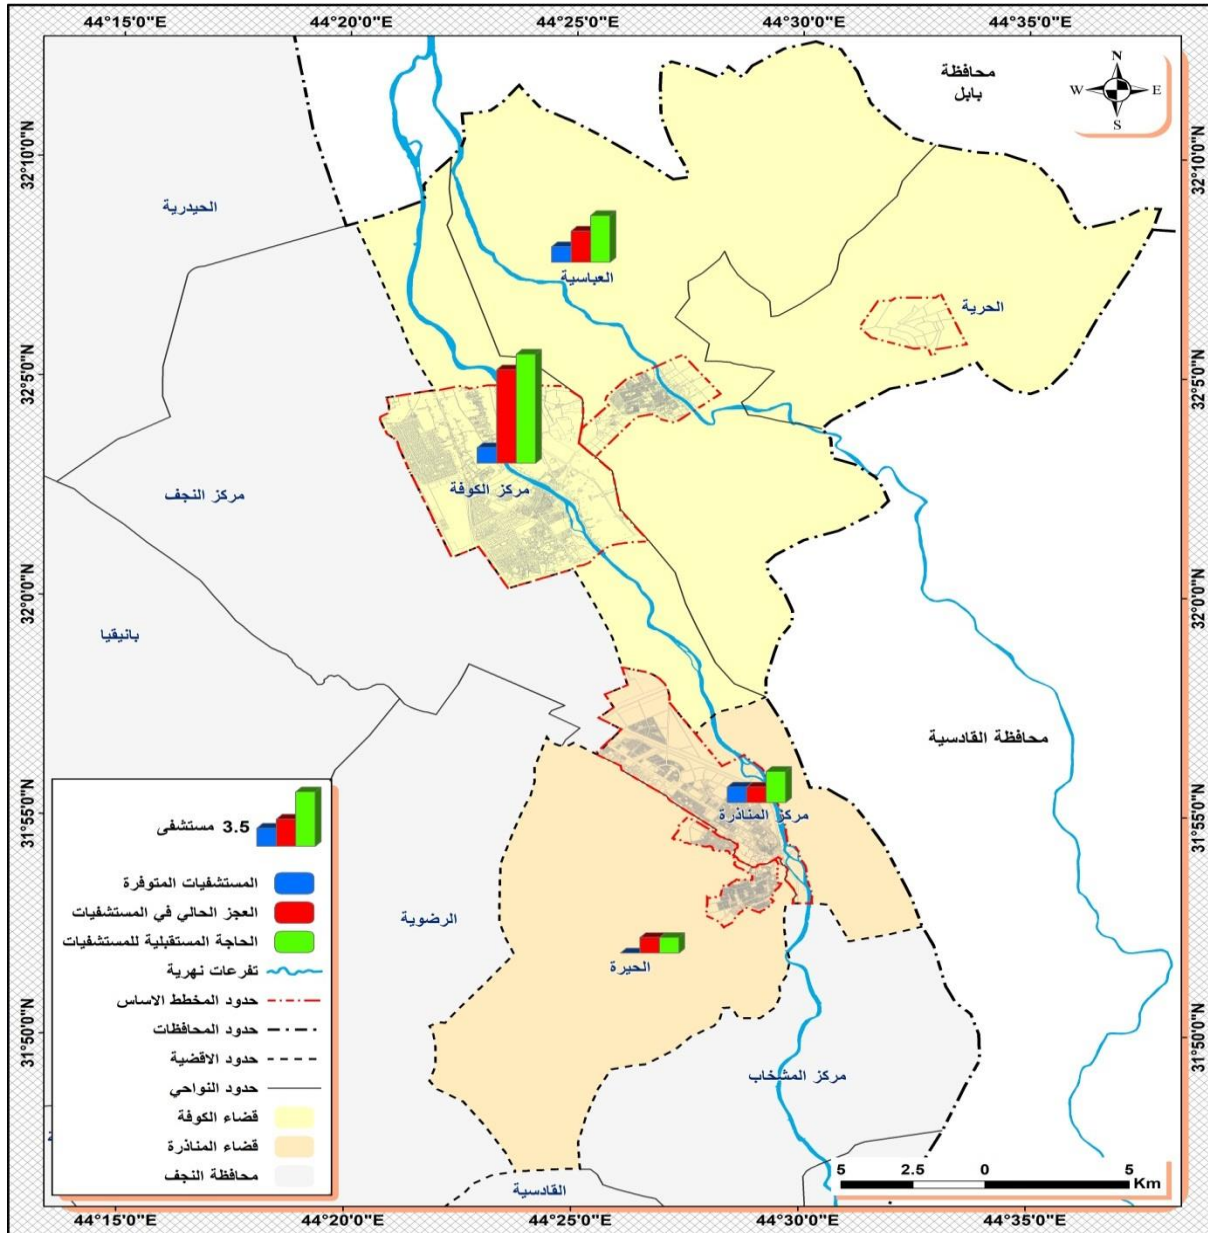 44°15'0"E 44°20'0"E 44°25'0"E 44°30'0"E 44°35'0"E
محافظة
بابل
N
W E
S
32°10'0"N 32°10'0"N
الحيدرية
العباسية
الحرية
32°5'0"N 32°5'0"N
مركز الكوفة
مركز النجف
32°0'0"N 32°0'0"N
بانيقيا
محافظة القادسية
مركز المناذرة
31°55'0"N 31°55'0"N
الرضوية
الحيرة
31°50'0"N 31°50'0"N
مركز المشخاب
القادسية
3.5 مستشفى
المستشفيات المتوفرة
العجز الحالي في المستشفيات
الحاجة المستقبلية للمستشفيات
تفرعات نهرية
حدود المخطط الاساس
حدود المحافظات
حدود الاقضية
حدود النواحي
قضاء الكوفة
قضاء المناذرة
محافظة النجف
5 2.5 0 5
Km
44°15'0"E 44°20'0"E 44°25'0"E 44°30'0"E 44°35'0"E